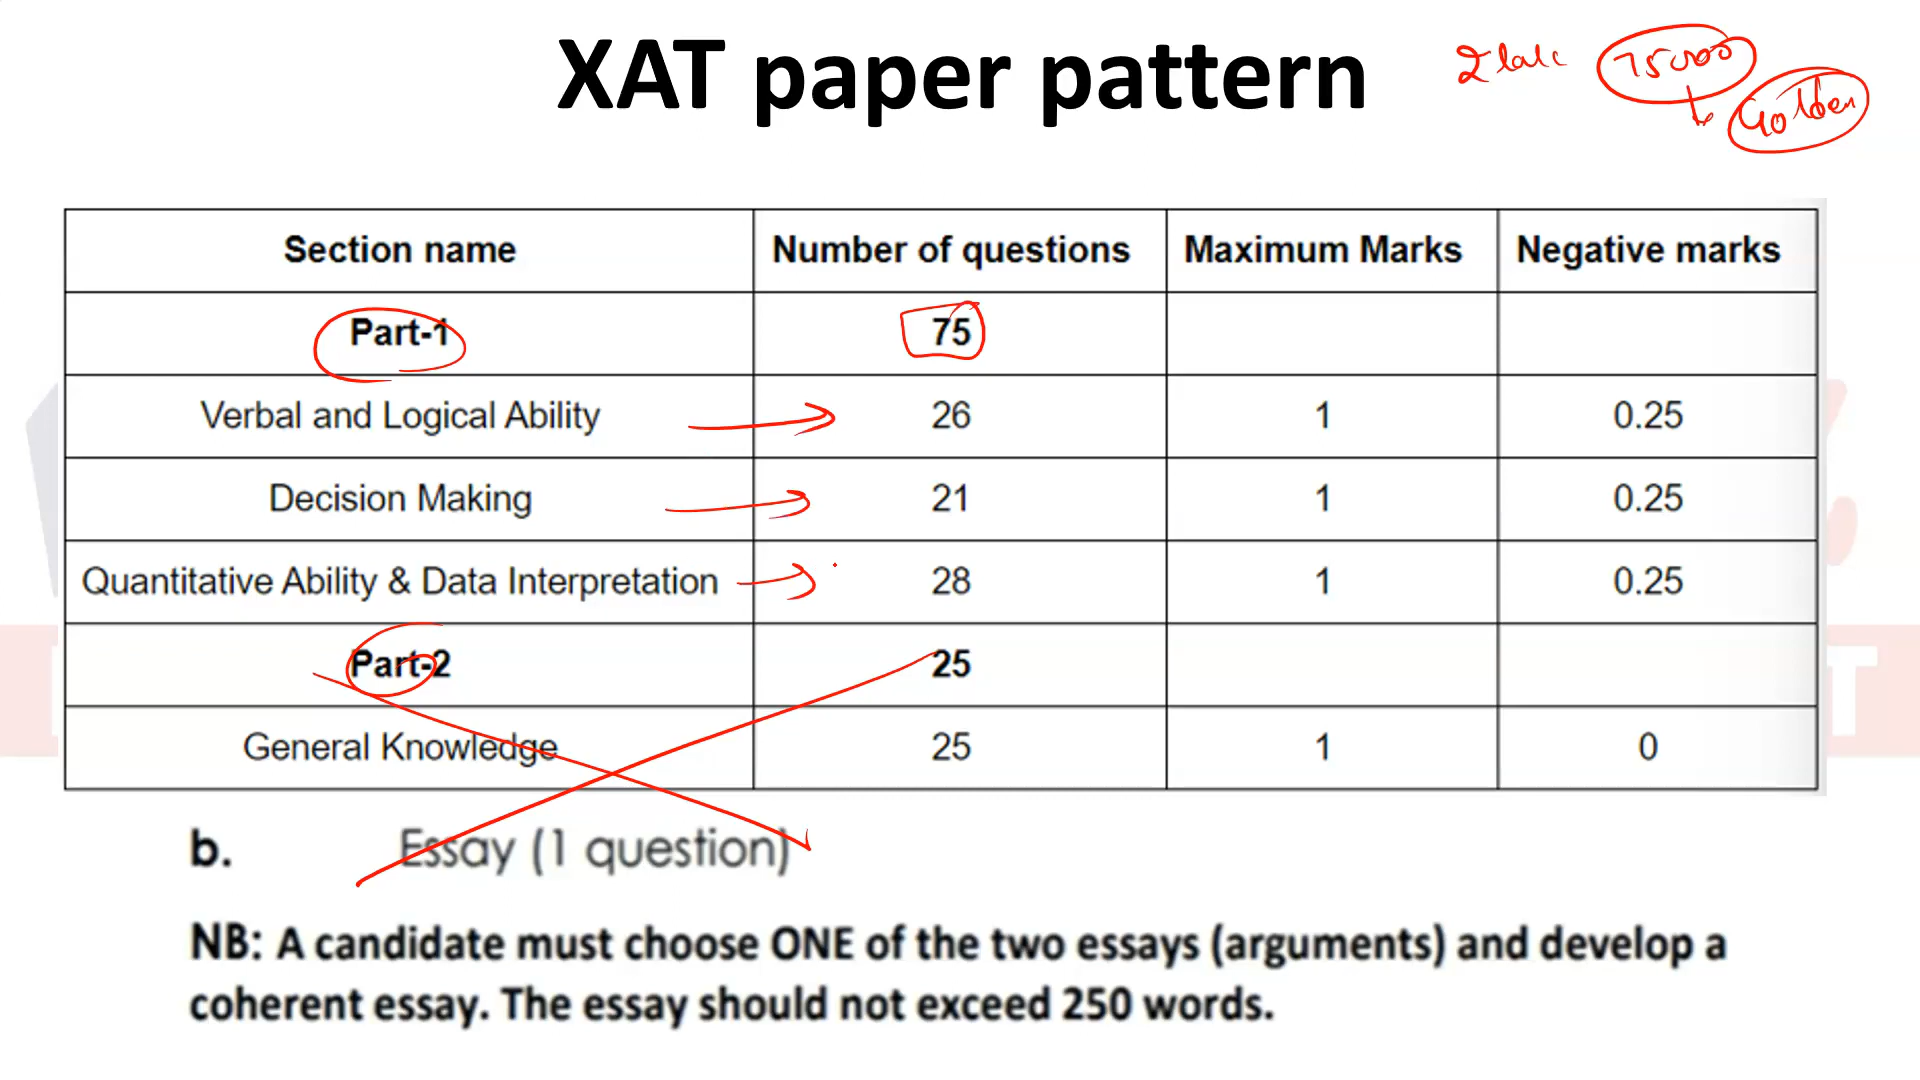 XAT paper pattern
2 lakh 75000
Golden
Section name Number of questions Maximum Marks Negative marks
Part-1 75
Verbal and Logical Ability 26 1 0.25
Decision Making 21 1 0.25
Quantitative Ability & Data Interpretation 28 1 0.25
Part-2 25
General Knowledge 25 1 0
b. Essay (1 question)
NB: A candidate must choose ONE of the two essays (arguments) and develop a
coherent essay. The essay should not exceed 250 words.